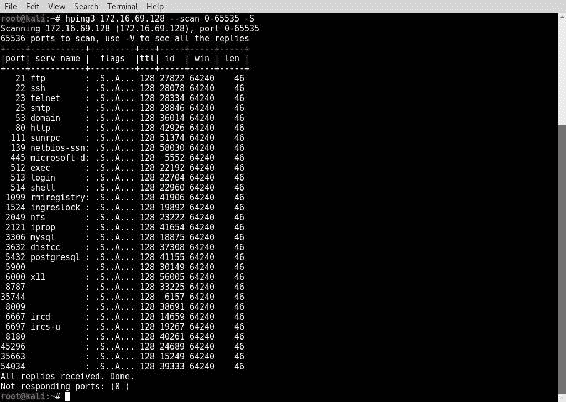 File Edit View Search Terminal Help
root@kali:~# hping3 172.16.69.128 --scan 0-65535 -S
Scanning 172.16.69.128 (172.16.69.128), port 0-65535
65536 ports to scan, use -V to see all the replies
+----+-----------+---------+---+-----+-----+-----+
|port| serv name |  flags  |ttl| id  | win | len |
+----+-----------+---------+---+-----+-----+-----+
21 ftp : .S..A... 128 27822 64240 46
22 ssh : .S..A... 128 28078 64240 46
23 telnet : .S..A... 128 28334 64240 46
25 smtp : .S..A... 128 28846 64240 46
53 domain : .S..A... 128 36014 64240 46
80 http : .S..A... 128 42926 64240 46
111 sunrpc : .S..A... 128 51374 64240 46
139 netbios-ssn: .S..A... 128 58030 64240 46
445 microsoft-d: .S..A... 128 5552 64240 46
512 exec : .S..A... 128 22192 64240 46
513 login : .S..A... 128 22704 64240 46
514 shell : .S..A... 128 22960 64240 46
1099 rmiregistry: .S..A... 128 41906 64240 46
1524 ingreslock : .S..A... 128 19892 64240 46
2049 nfs : .S..A... 128 23222 64240 46
2121 iprop : .S..A... 128 41654 64240 46
3306 mysql : .S..A... 128 18875 64240 46
3632 distcc : .S..A... 128 37308 64240 46
5432 postgresql : .S..A... 128 41155 64240 46
5900 : .S..A... 128 30149 64240 46
6000 x11 : .S..A... 128 56005 64240 46
8787 : .S..A... 128 33225 64240 46
35744 : .S..A... 128 6157 64240 46
8009 : .S..A... 128 38691 64240 46
6667 ircd : .S..A... 128 14659 64240 46
6697 ircs-u : .S..A... 128 19267 64240 46
8180 : .S..A... 128 40261 64240 46
45296 : .S..A... 128 24689 64240 46
35663 : .S..A... 128 15249 64240 46
54034 : .S..A... 128 39333 64240 46
All replies received. Done.
Not responding ports: (0 )
root@kali:~#